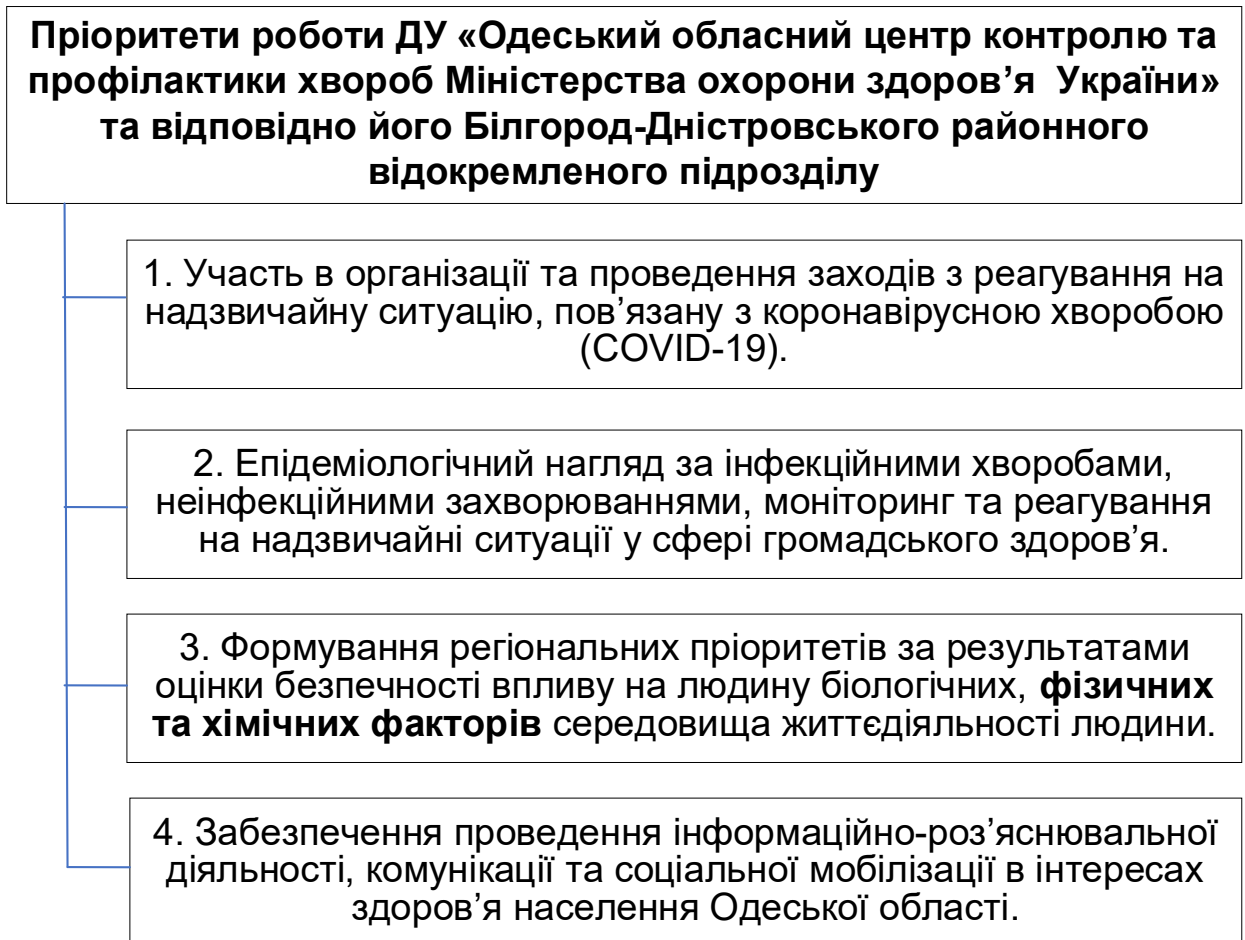 Пріоритети роботи ДУ «Одеський обласний центр контролю та
профілактики хвороб Міністерства охорони здоров’я України»
та відповідно його Білгород-Дністровського районного
відокремленого підрозділу
1. Участь в організації та проведення заходів з реагування на
надзвичайну ситуацію, пов’язану з коронавірусною хворобою
(COVID-19).
2. Епідеміологічний нагляд за інфекційними хворобами,
неінфекційними захворюваннями, моніторинг та реагування
на надзвичайні ситуації у сфері громадського здоров’я.
3. Формування регіональних пріоритетів за результатами
оцінки безпечності впливу на людину біологічних, фізичних
та хімічних факторів середовища життєдіяльності людини.
4. Забезпечення проведення інформаційно-роз’яснювальної
діяльності, комунікації та соціальної мобілізації в інтересах
здоров’я населення Одеської області.